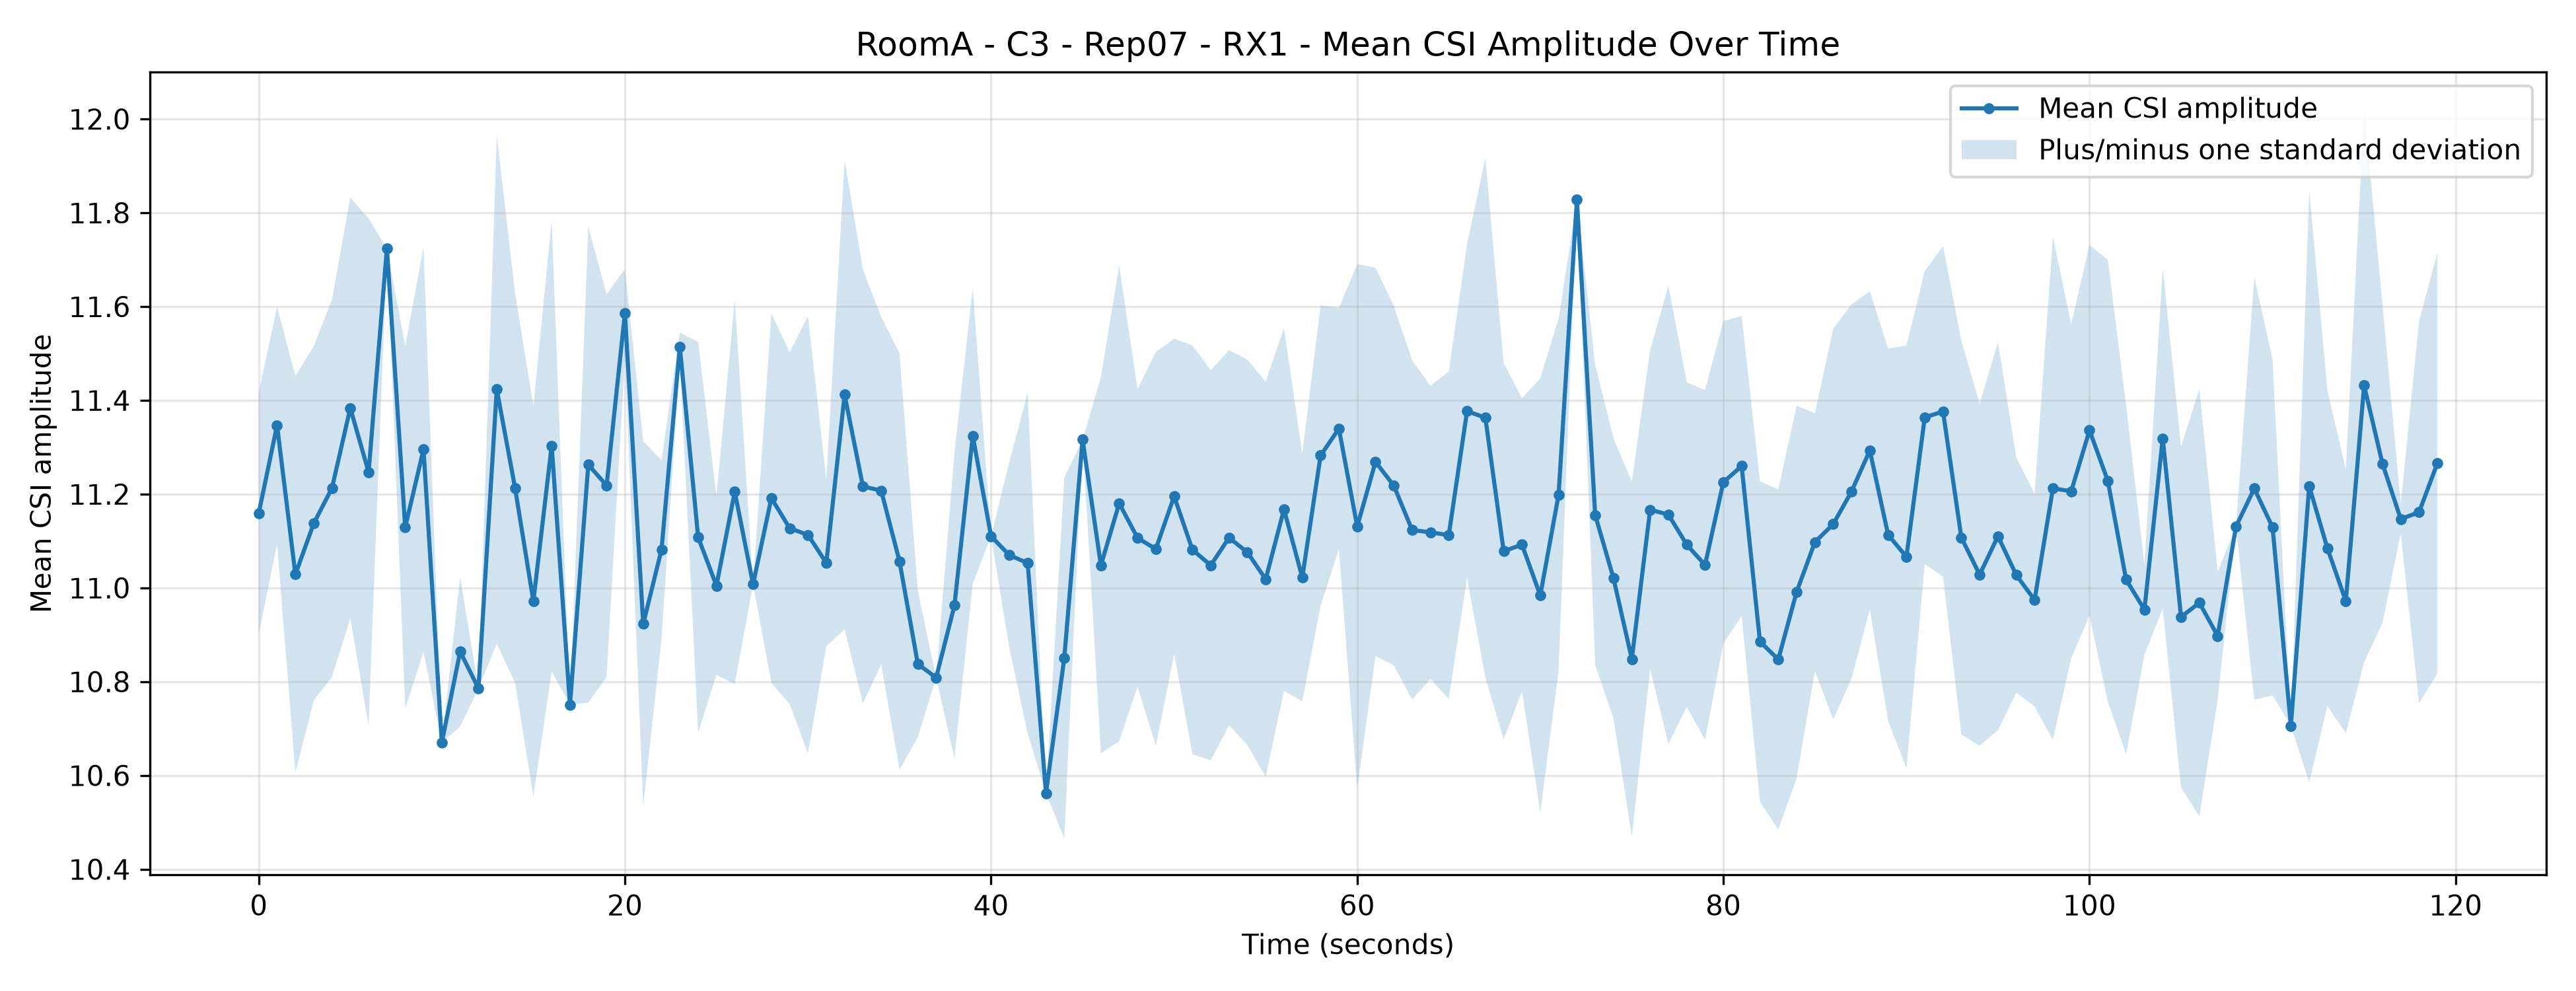 RoomA - C3 - Rep07 - RX1 - Mean CSI Amplitude Over Time
Mean CSI amplitude
Plus/minus one standard deviation
12.0
11.8
11.6
11.4
11.2
11.0
10.8
10.6
10.4
Mean CSI amplitude
0 20 40 60 80 100 120
Time (seconds)